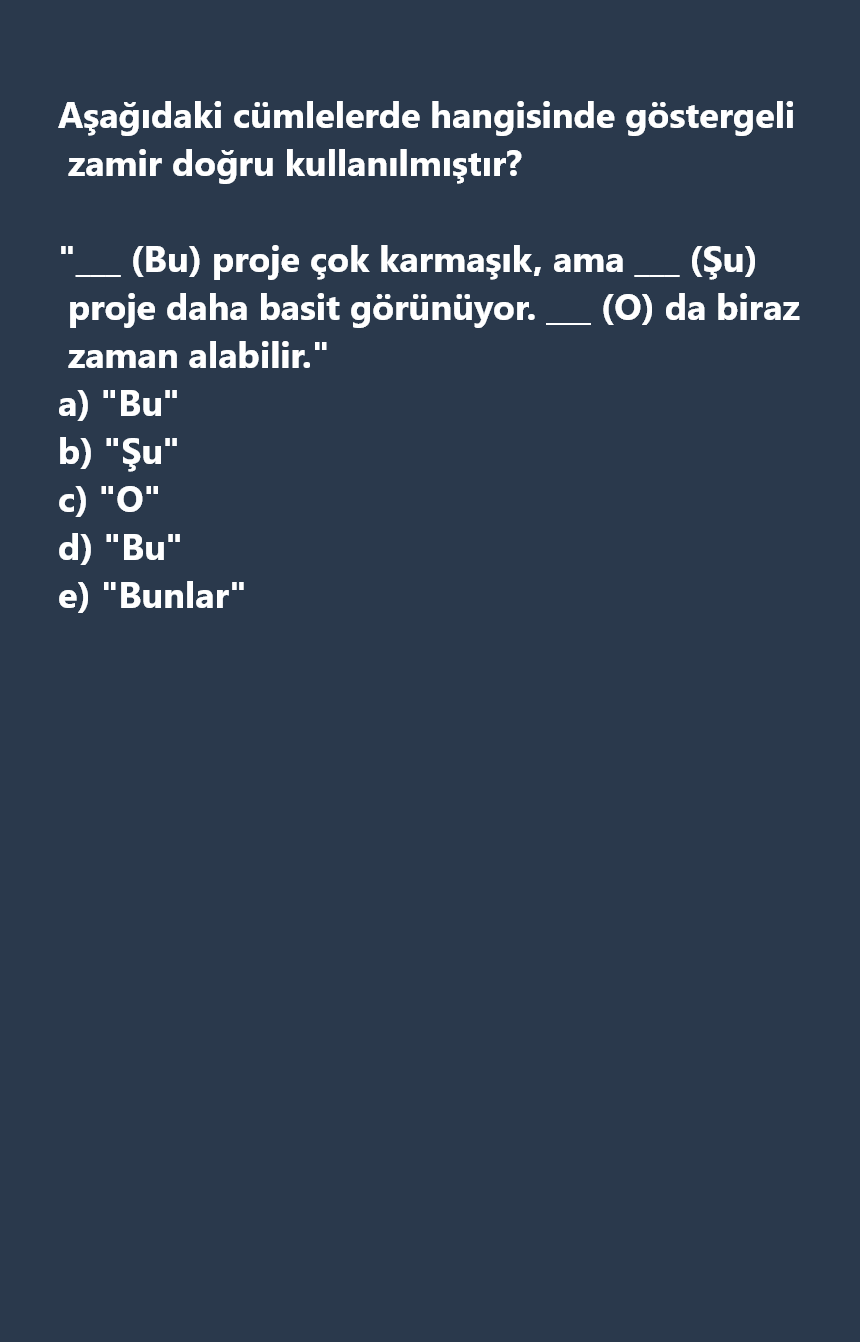 Aşağıdaki cümlelerde hangisinde göstergeli
zamir doğru kullanılmıştır?
"___ (Bu) proje çok karmaşık, ama ___ (Şu)
proje daha basit görünüyor. ___ (O) da biraz
zaman alabilir."
a) "Bu"
b) "Şu"
c) "O"
d) "Bu"
e) "Bunlar"